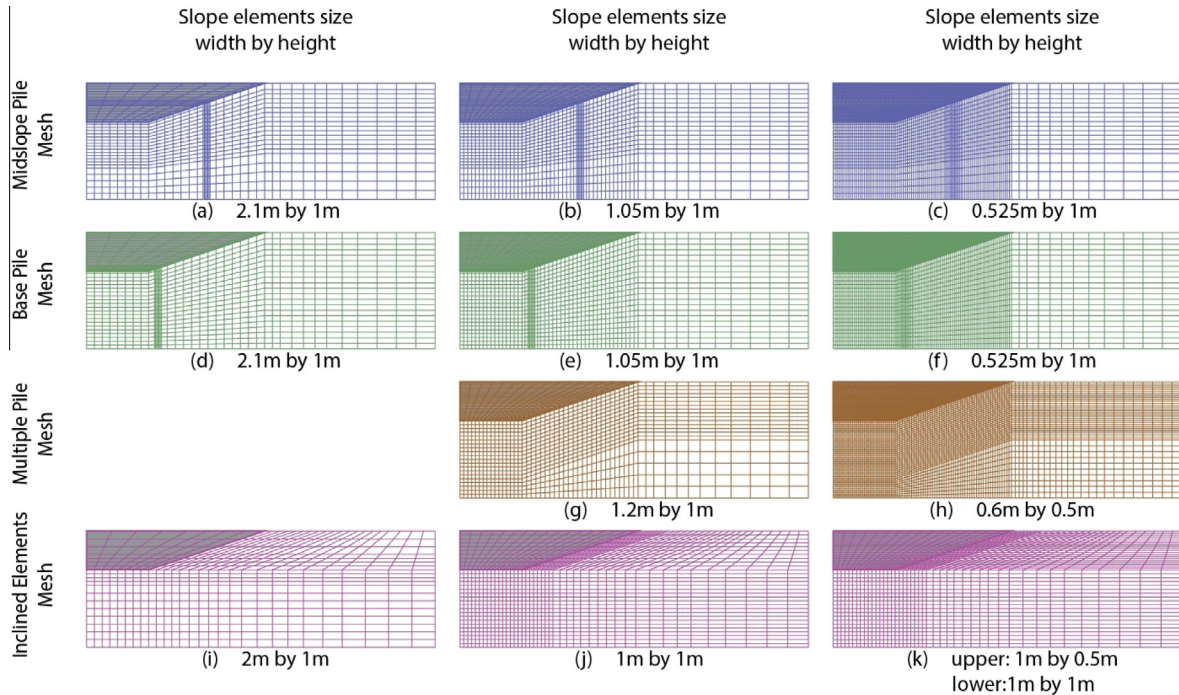 Slope elements size
width by height
Slope elements size
width by height
Slope elements size
width by height
Midslope Pile
Mesh
(a) 2.1m by 1m
(b) 1.05m by 1m
(c) 0.525m by 1m
Base Pile
Mesh
(d) 2.1m by 1m
(e) 1.05m by 1m
(f) 0.525m by 1m
Multiple Pile
Mesh
(g) 1.2m by 1m
(h) 0.6m by 0.5m
Inclined Elements
Mesh
(i) 2m by 1m
(j) 1m by 1m
(k) upper: 1m by 0.5m
lower:1m by 1m